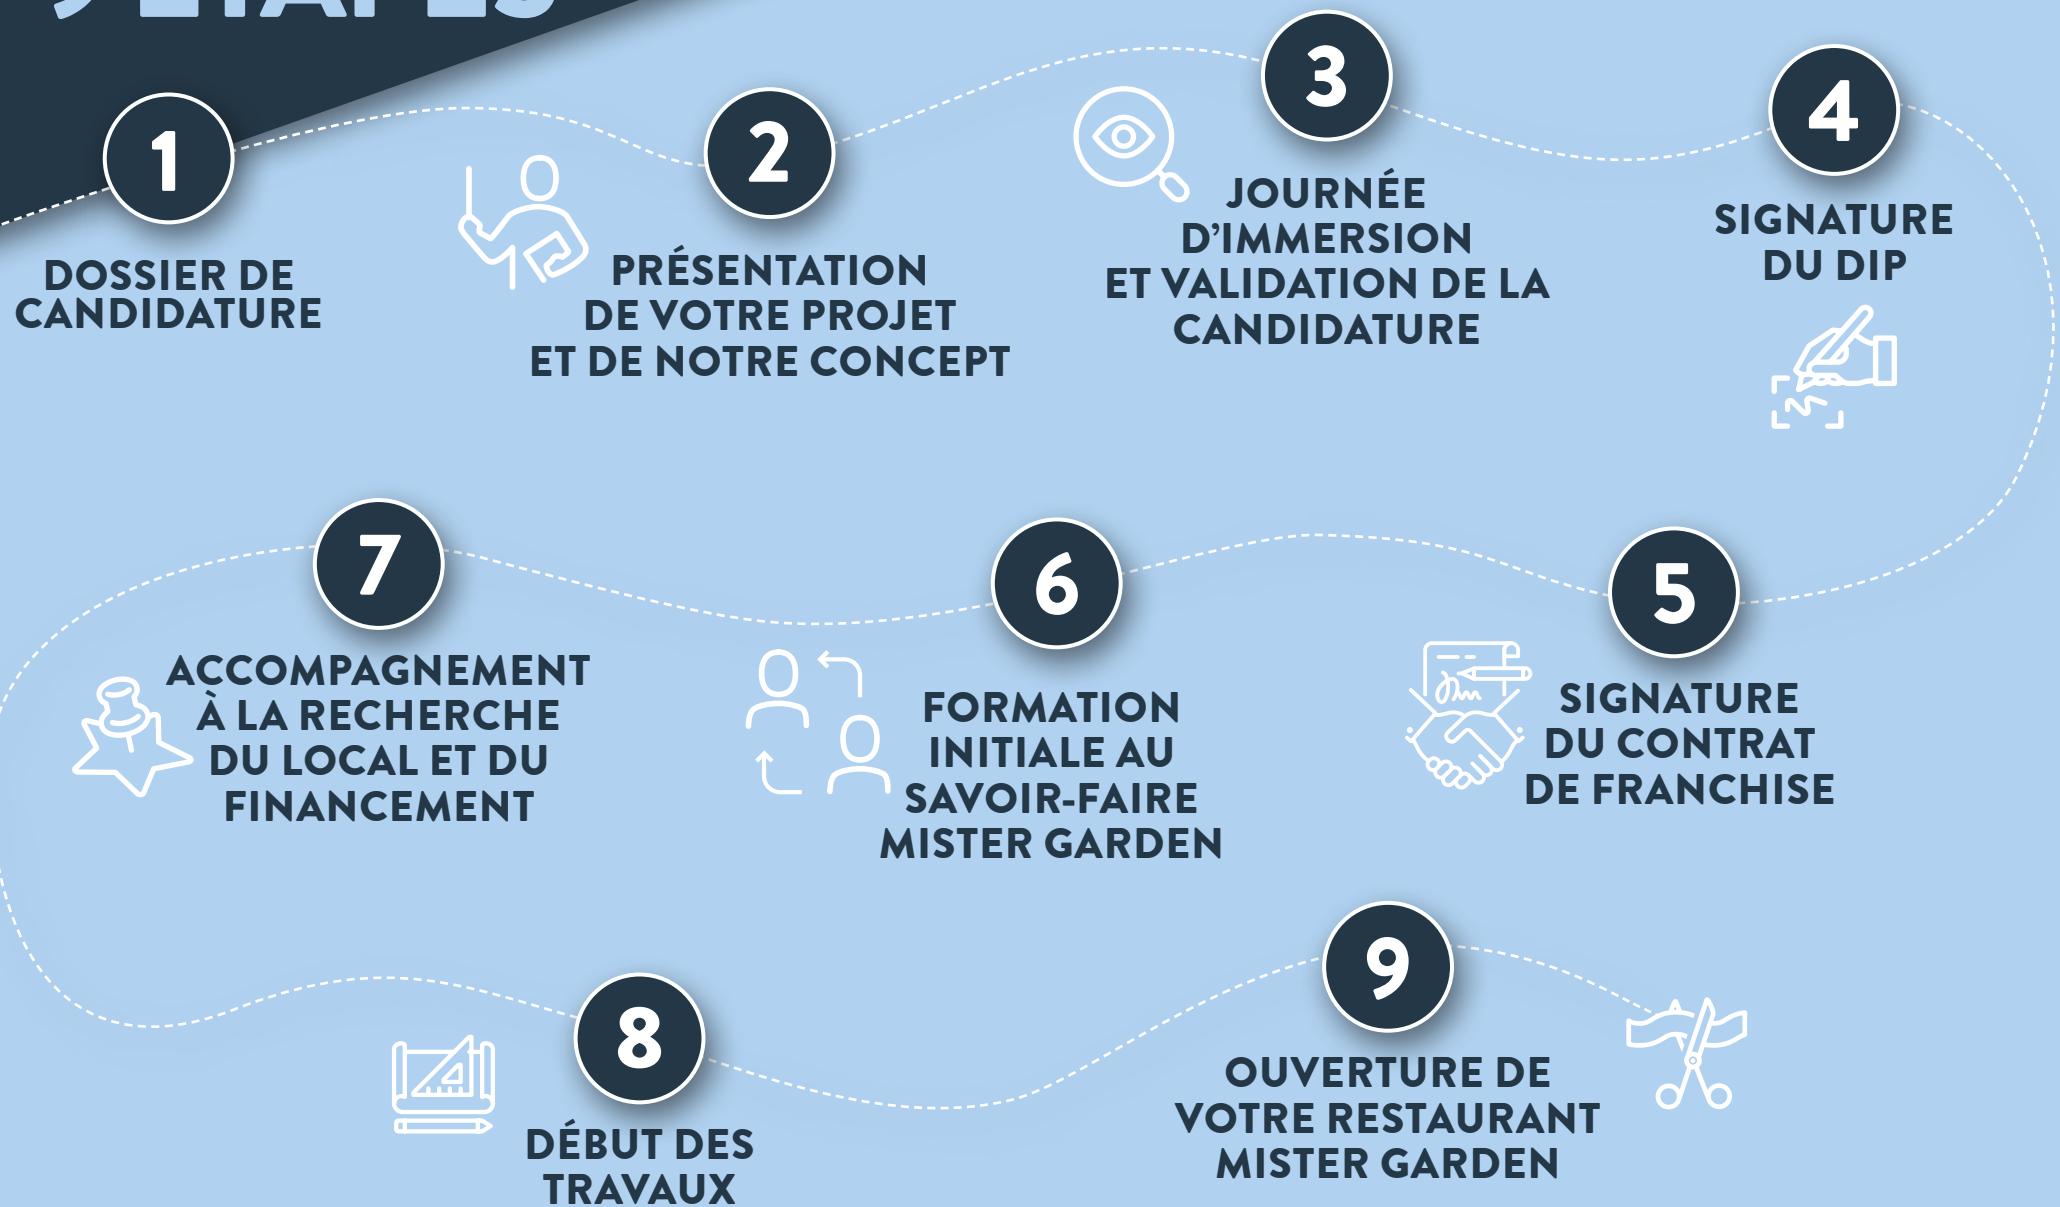 9 ÉTAPES
1
DOSSIER DE
CANDIDATURE
2
PRÉSENTATION
DE VOTRE PROJET
ET DE NOTRE CONCEPT
3
JOURNÉE
D’IMMERSION
ET VALIDATION DE LA
CANDIDATURE
4
SIGNATURE
DU DIP
5
SIGNATURE
DU CONTRAT
DE FRANCHISE
6
FORMATION
INITIALE AU
SAVOIR-FAIRE
MISTER GARDEN
7
ACCOMPAGNEMENT
À LA RECHERCHE
DU LOCAL ET DU
FINANCEMENT
8
DÉBUT DES
TRAVAUX
9
OUVERTURE DE
VOTRE RESTAURANT
MISTER GARDEN